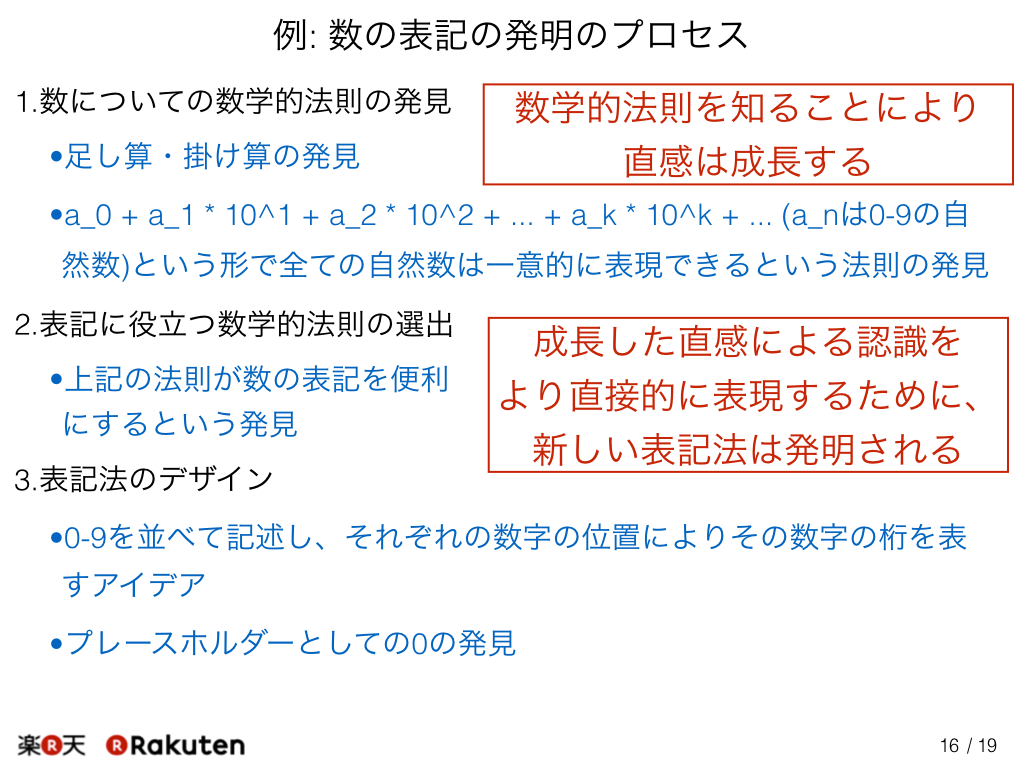 例: 数の表記の発明のプロセス
1.数についての数学的法則の発見
数学的法則を知ることにより
直感は成長する
•足し算・掛け算の発見
•a_0 + a_1 * 10^1 + a_2 * 10^2 + ... + a_k * 10^k + ... (a_nは0-9の自
然数)という形で全ての自然数は一意的に表現できるという法則の発見
2.表記に役立つ数学的法則の選出
成長した直感による認識を
より直接的に表現するために、
新しい表記法は発明される
•上記の法則が数の表記を便利
にするという発見
3.表記法のデザイン
•0-9を並べて記述し、それぞれの数字の位置によりその数字の桁を表
すアイデア
•プレースホルダーとしての0の発見
楽R天 R Rakuten
16 / 19